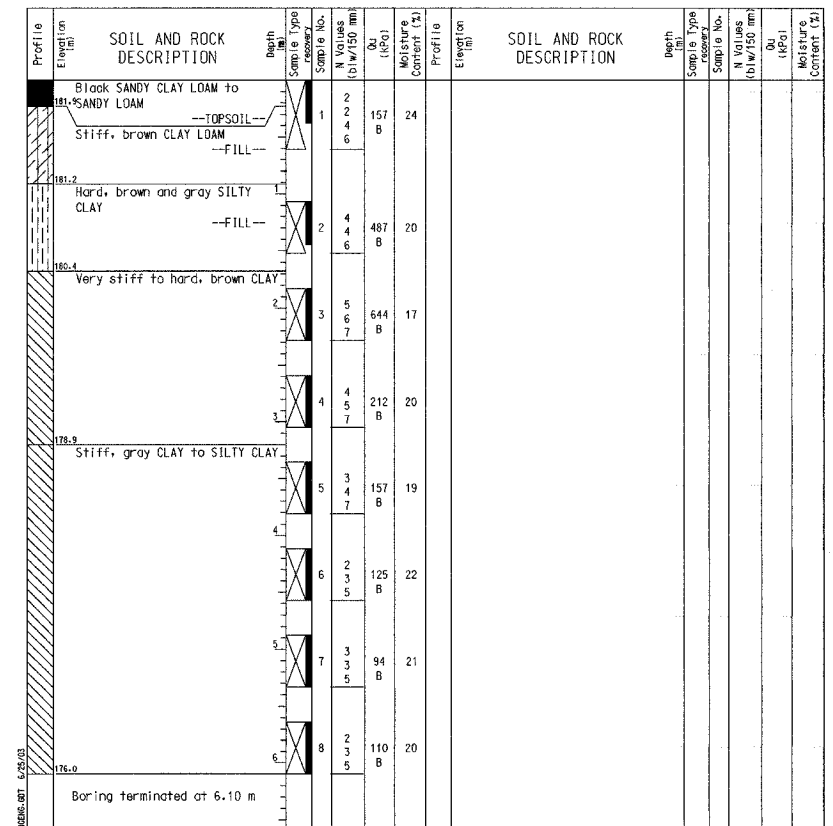 Profile
Elevation (m)
SOIL AND ROCK DESCRIPTION
Depth (m)
Sample Type recovery
Sample No.
N Values (blw/150 mm)
Qu (kPa)
Moisture Content (%)
Profile
Elevation (m)
SOIL AND ROCK DESCRIPTION
Depth (m)
Sample Type recovery
Sample No.
N Values (blw/150 mm)
Qu (kPa)
Moisture Content (%)
Black SANDY CLAY LOAM to
181.9 SANDY LOAM
--TOPSOIL--
Stiff, brown CLAY LOAM
--FILL--
1 2 2 4 6 157 B 24
181.2
Hard, brown and gray SILTY 1
CLAY
--FILL--
2 4 4 6 487 B 20
180.4
Very stiff to hard, brown CLAY
2
3 5 6 7 644 B 17
4 4 5 7 212 B 20
3
178.9
Stiff, gray CLAY to SILTY CLAY
5 3 4 7 157 B 19
4
6 2 3 5 125 B 22
5
7 3 3 5 94 B 21
8 2 3 5 110 B 20
6
176.0
Boring terminated at 6.10 m
6/25/03